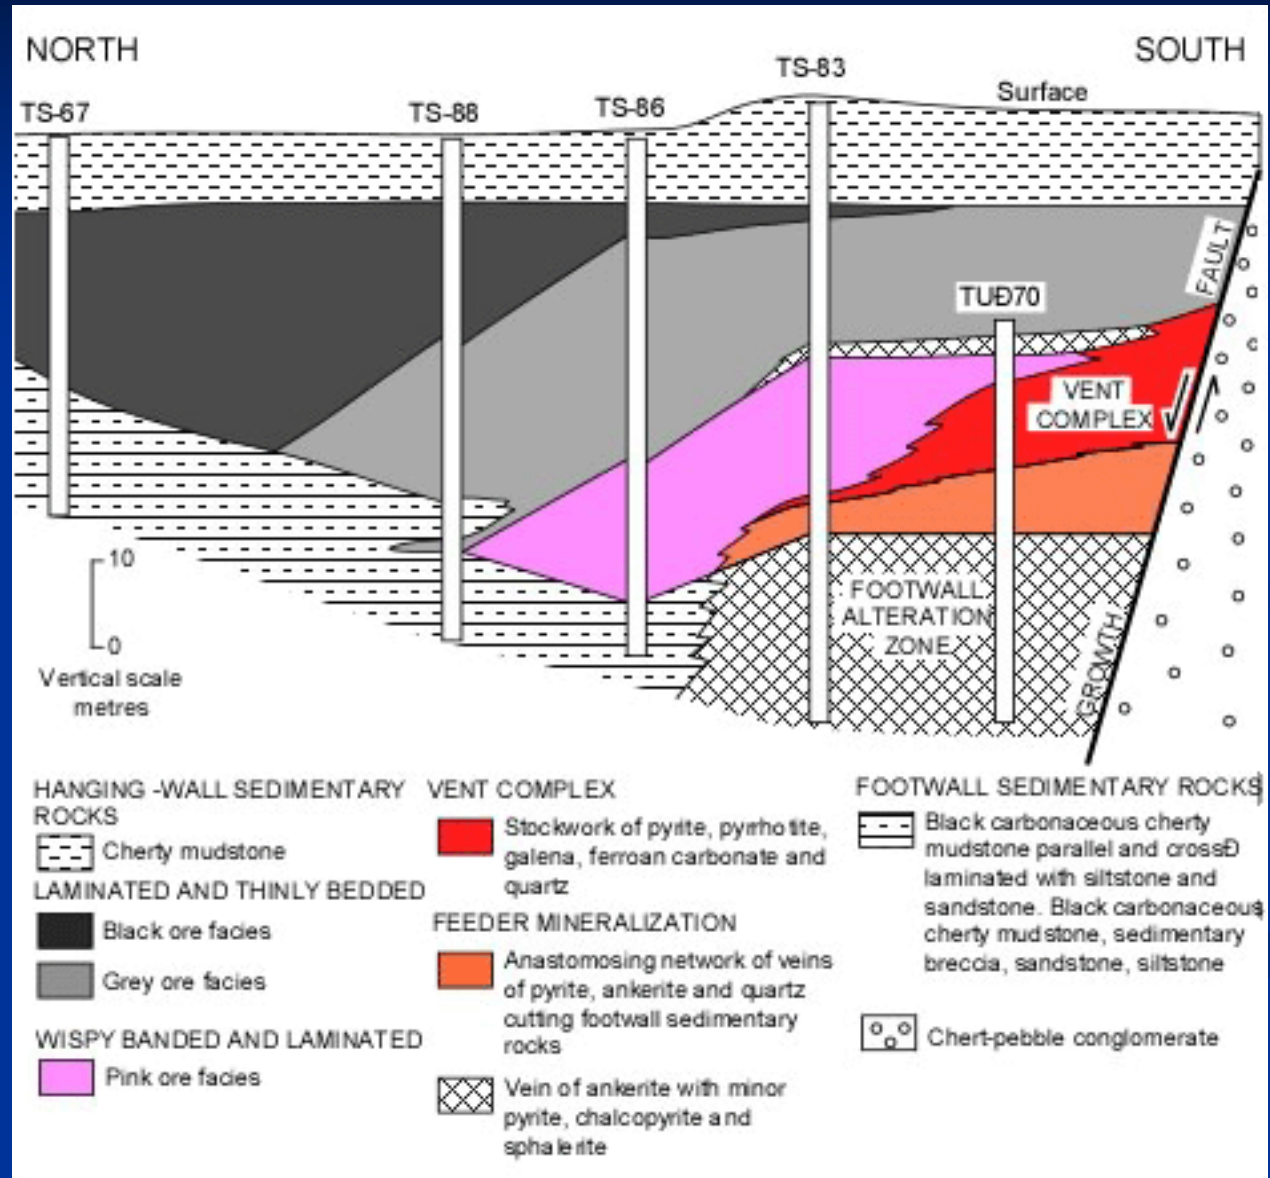 NORTH
SOUTH
TS-83
Surface
TS-67
TS-88
TS-86
FAULT
TUÐ70
VENT
COMPLEX
10
0
Vertical scale
metres
FOOTWALL
ALTERATION
ZONE
GROWTH
HANGING -WALL SEDIMENTARY
ROCKS
Cherty mudstone
LAMINATED AND THINLY BEDDED
Black ore facies
Grey ore facies
WISPY BANDED AND LAMINATED
Pink ore facies
VENT COMPLEX
Stockwork of pyrite, pyrrhotite,
galena, ferroan carbonate and
quartz
FEEDER MINERALIZATION
Anastomosing network of veins
of pyrite, ankerite and quartz
cutting footwall sedimentary
rocks
Vein of ankerite with minor
pyrite, chalcopyrite and
sphalerite
FOOTWALL SEDIMENTARY ROCKS
Black carbonaceous cherty
mudstone parallel and crossÐ
laminated with siltstone and
sandstone. Black carbonaceous
cherty mudstone, sedimentary
breccia, sandstone, siltstone
Chert-pebble conglomerate